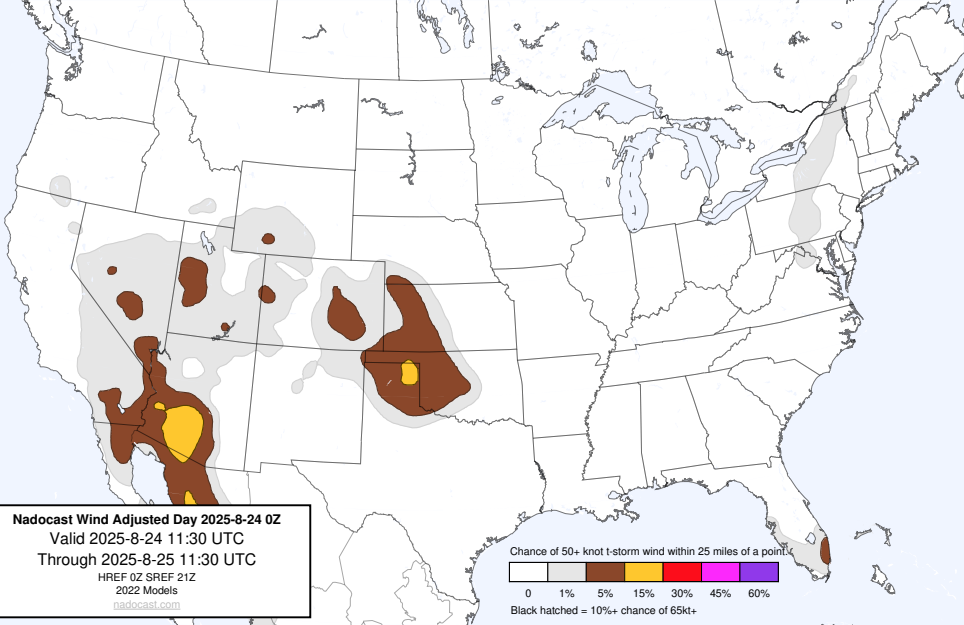 Nadocast Wind Adjusted Day 2025-8-24 0Z
Valid 2025-8-24 11:30 UTC
Through 2025-8-25 11:30 UTC
HREF 0Z SREF 21Z
2022 Models
nadocast.com
Chance of 50+ knot t-storm wind within 25 miles of a point.
0 1% 5% 15% 30% 45% 60%
Black hatched = 10%+ chance of 65kt+